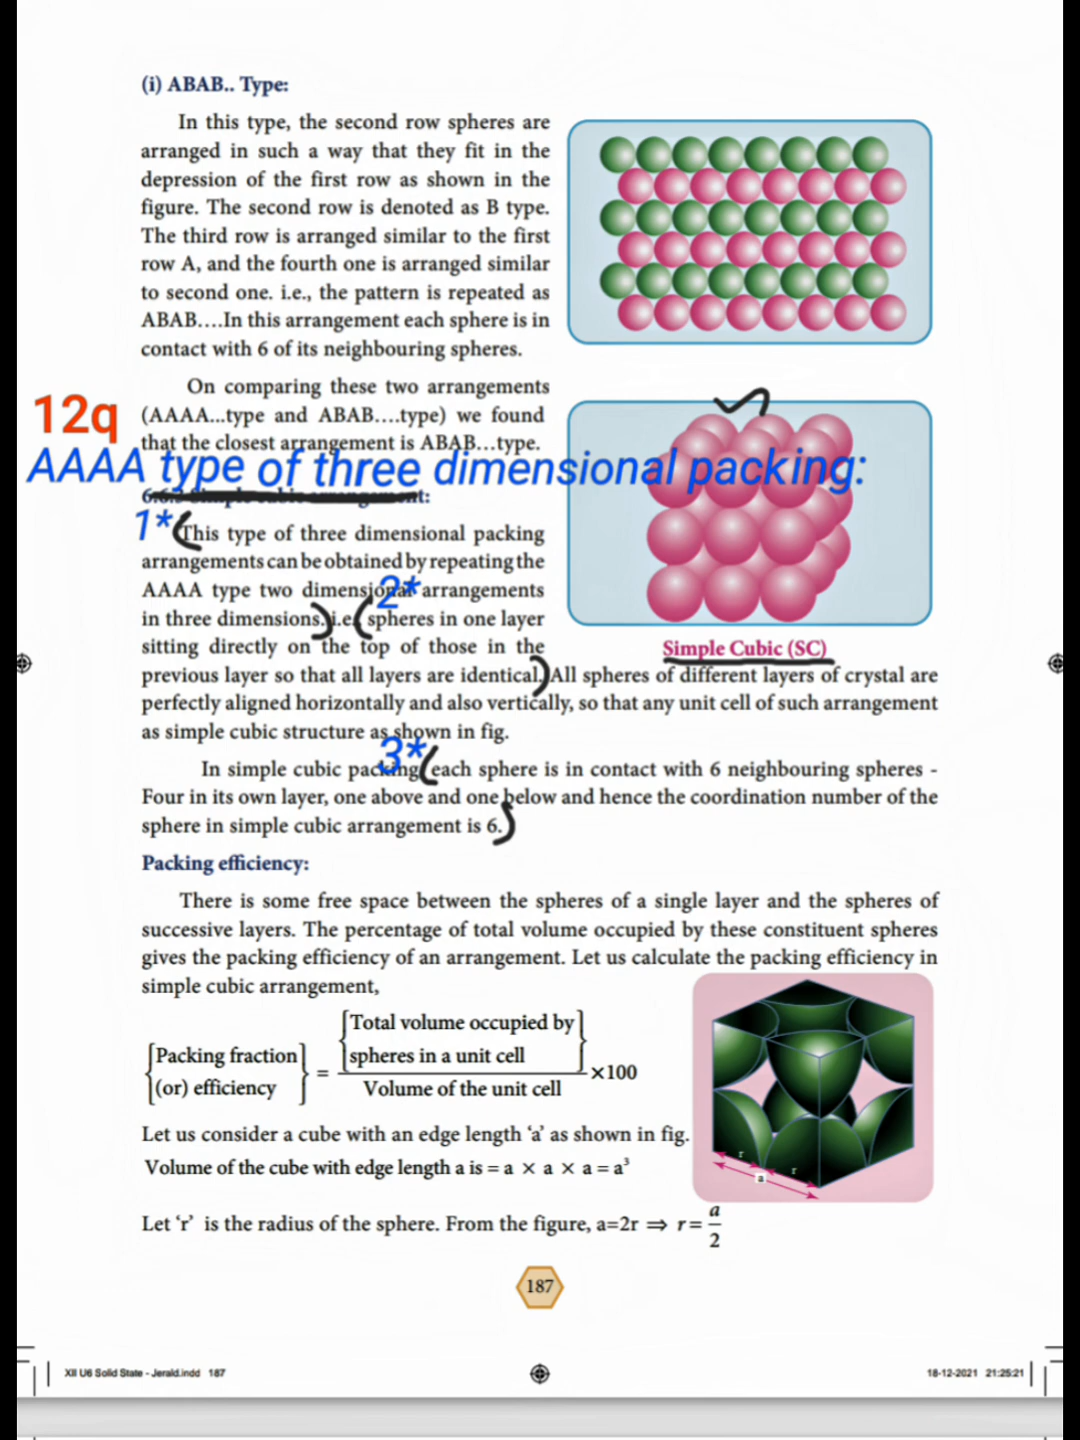 (i) ABAB.. Type:
In this type, the second row spheres are
arranged in such a way that they fit in the
depression of the first row as shown in the
figure. The second row is denoted as B type.
The third row is arranged similar to the first
row A, and the fourth one is arranged similar
to second one. i.e., the pattern is repeated as
ABAB....In this arrangement each sphere is in
contact with 6 of its neighbouring spheres.
On comparing these two arrangements
12q
(AAAA...type and ABAB....type) we found
that the closest arrangement is ABAB...type.
AAAA type of three dimensional packing:
1*
This type of three dimensional packing
arrangements can be obtained by repeating the
2*
AAAA type two dimensional arrangements
in three dimensions. i.e., spheres in one layer
sitting directly on the top of those in the
Simple Cubic (SC)
previous layer so that all layers are identical. All spheres of different layers of crystal are
perfectly aligned horizontally and also vertically, so that any unit cell of such arrangement
as simple cubic structure as shown in fig.
3*
In simple cubic packing each sphere is in contact with 6 neighbouring spheres -
Four in its own layer, one above and one below and hence the coordination number of the
sphere in simple cubic arrangement is 6.
Packing efficiency:
There is some free space between the spheres of a single layer and the spheres of
successive layers. The percentage of total volume occupied by these constituent spheres
gives the packing efficiency of an arrangement. Let us calculate the packing efficiency in
simple cubic arrangement,
[Total volume occupied by]
[Packing fraction] [spheres in a unit cell]
= ×100
(or) efficiency Volume of the unit cell
Let us consider a cube with an edge length ‘a’ as shown in fig.
Volume of the cube with edge length a is = a × a × a = a³
r
r
a
Let ‘r’ is the radius of the sphere. From the figure, a=2r ⇒ r= a/2
187
XII U6 Solid State - Jerald.indd 187
18-12-2021 21:25:21